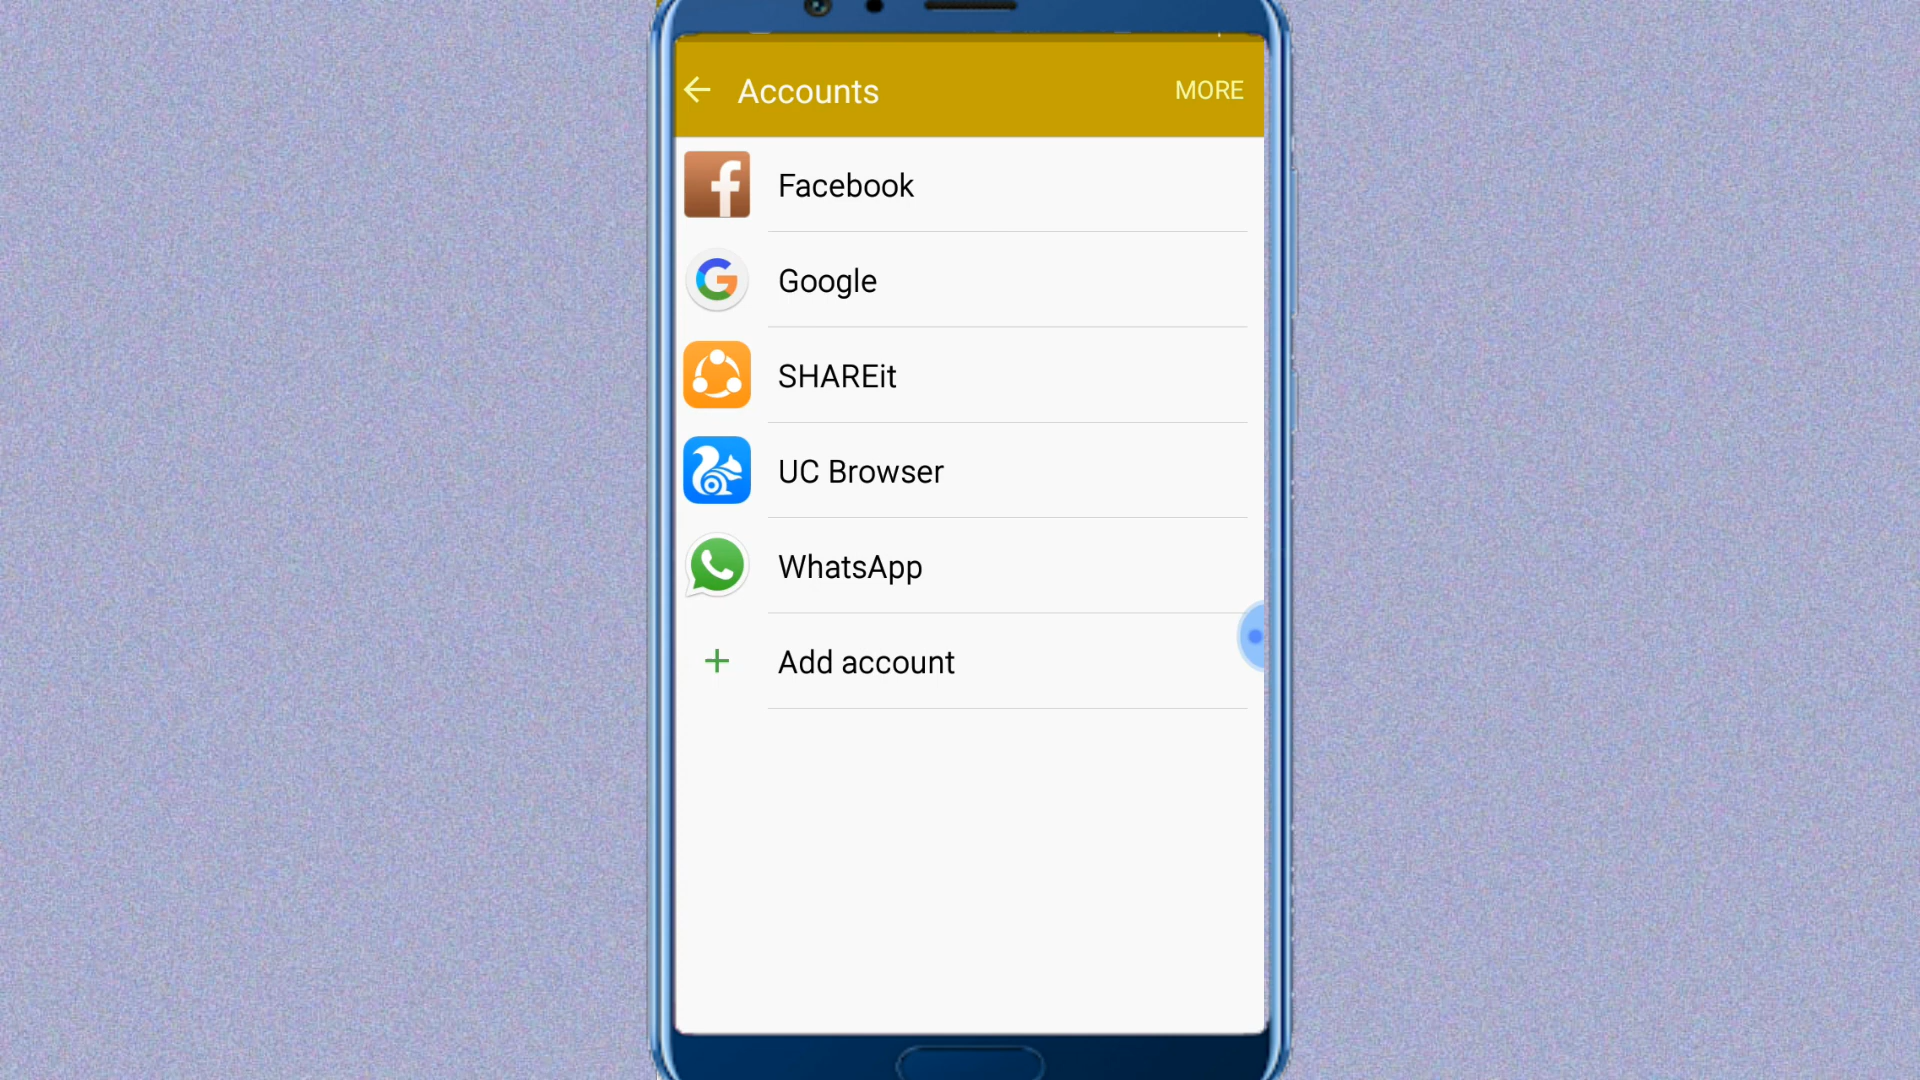 Accounts MORE
Facebook
Google
SHAREit
UC Browser
WhatsApp
Add account